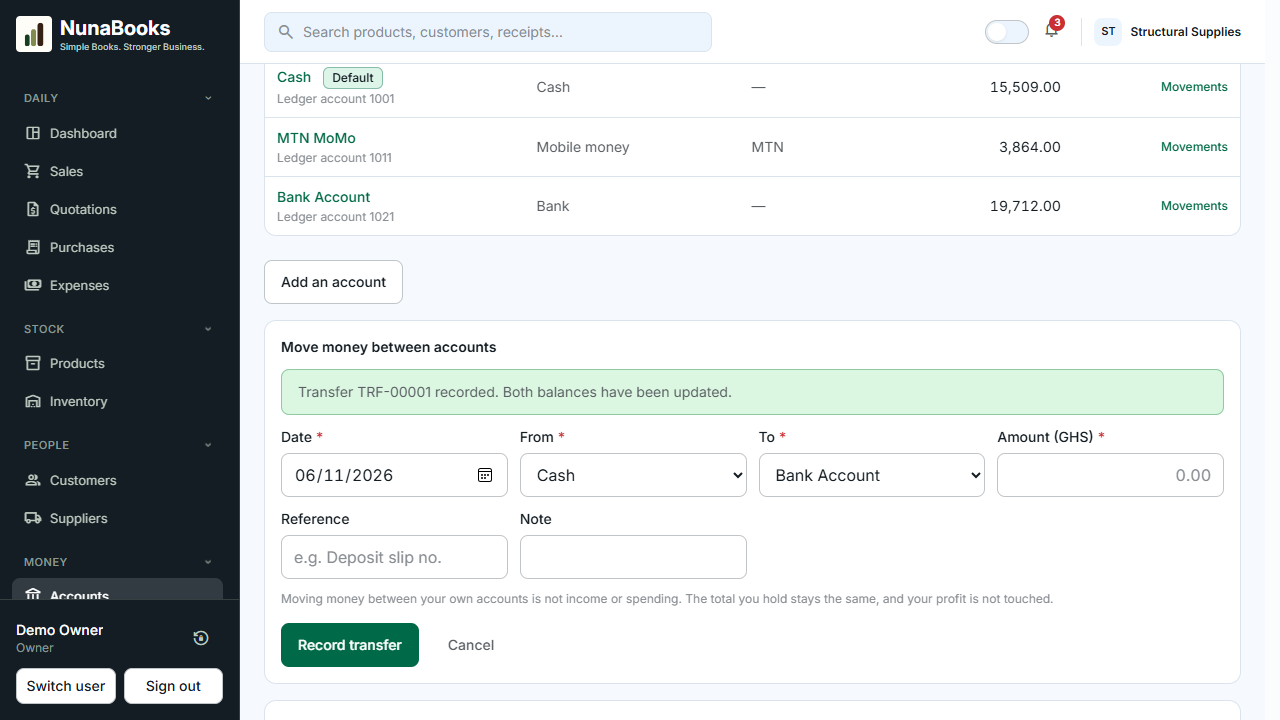 NunaBooks
Simple Books. Stronger Business.
DAILY
Dashboard
Sales
Quotations
Purchases
Expenses
STOCK
Products
Inventory
PEOPLE
Customers
Suppliers
MONEY
Accounts
Demo Owner
Owner
Switch user
Sign out
Search products, customers, receipts...
3
ST
Structural Supplies
Cash
Default
Ledger account 1001
Cash
—
15,509.00
Movements
MTN MoMo
Ledger account 1011
Mobile money
MTN
3,864.00
Movements
Bank Account
Ledger account 1021
Bank
—
19,712.00
Movements
Add an account
Move money between accounts
Transfer TRF-00001 recorded. Both balances have been updated.
Date *
From *
To *
Amount (GHS) *
06/11/2026
Cash
Bank Account
0.00
Reference
Note
e.g. Deposit slip no.
Moving money between your own accounts is not income or spending. The total you hold stays the same, and your profit is not touched.
Record transfer
Cancel